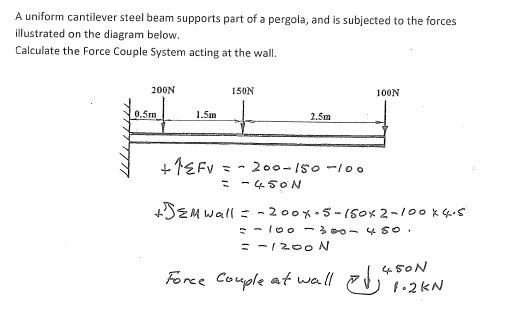 A uniform cantilever steel beam supports part of a pergola, and is subjected to the forces
illustrated on the diagram below.
Calculate the Force Couple System acting at the wall.
200N 150N 100N
0.5m 1.5m 2.5m
+↑ΣFv = - 200-150-100
= - 450N
+↻ΣM wall = - 200×.5-150×2-100×4.5
= - 100 - 300 - 450.
= - 1200 N
Force Couple at wall ↻↓ 450N
1.2kN